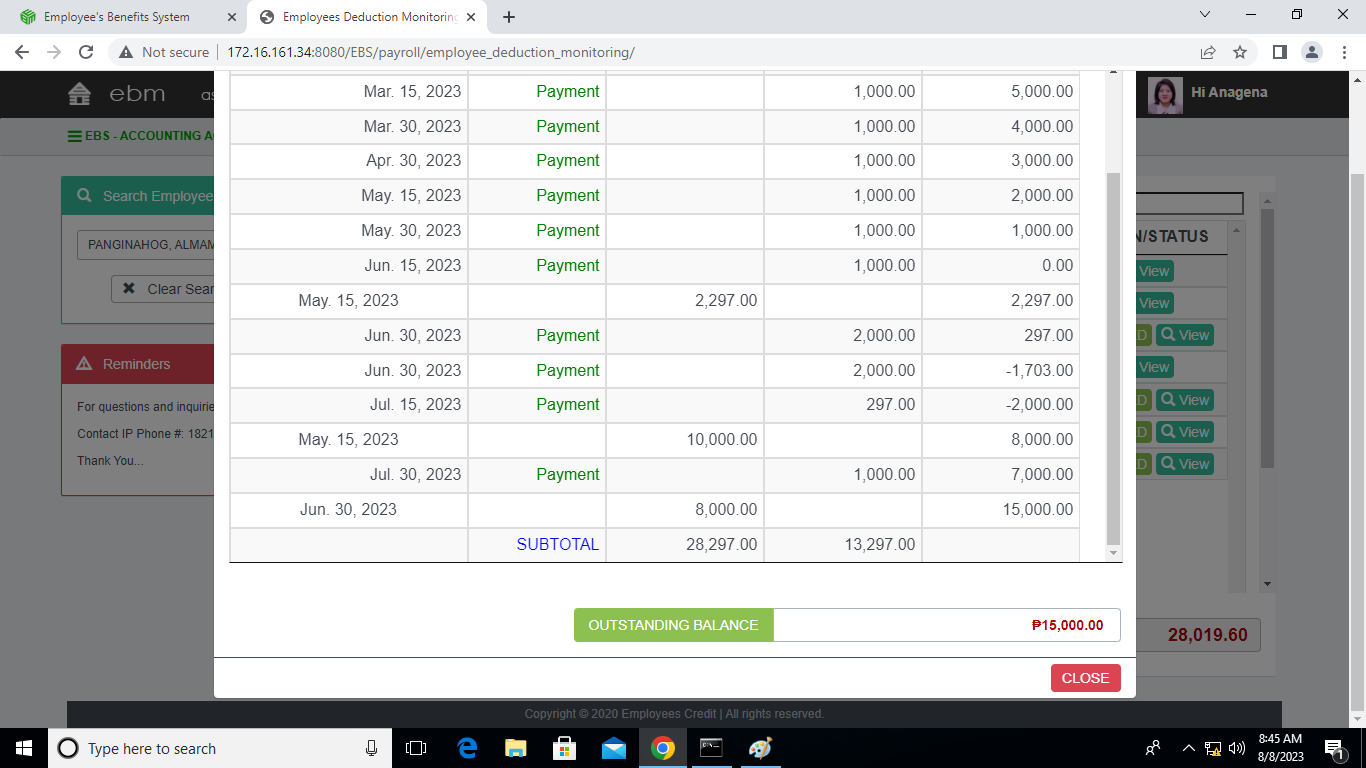 Employee's Benefits System
Employees Deduction Monitoring
Not secure 172.16.161.34:8080/EBS/payroll/employee_deduction_monitoring/
ebm
Hi Anagena
EBS - ACCOUNTING
Search Employee
PANGINAHOG,
Clear
Reminders
For questions and
Contact IP Phone #: 1821
Thank You...
Mar. 15, 2023 Payment 1,000.00 5,000.00
Mar. 30, 2023 Payment 1,000.00 4,000.00
Apr. 30, 2023 Payment 1,000.00 3,000.00
May. 15, 2023 Payment 1,000.00 2,000.00
May. 30, 2023 Payment 1,000.00 1,000.00
Jun. 15, 2023 Payment 1,000.00 0.00
May. 15, 2023 2,297.00 2,297.00
Jun. 30, 2023 Payment 2,000.00 297.00
Jun. 30, 2023 Payment 2,000.00 -1,703.00
Jul. 15, 2023 Payment 297.00 -2,000.00
May. 15, 2023 10,000.00 8,000.00
Jul. 30, 2023 Payment 1,000.00 7,000.00
Jun. 30, 2023 8,000.00 15,000.00
SUBTOTAL 28,297.00 13,297.00
OUTSTANDING BALANCE ₱15,000.00
CLOSE
N/STATUS
View
View
D View
View
D View
D View
D View
28,019.60
Copyright © 2020 Employees Credit | All rights reserved.
Type here to search
8:45 AM
8/8/2023
1